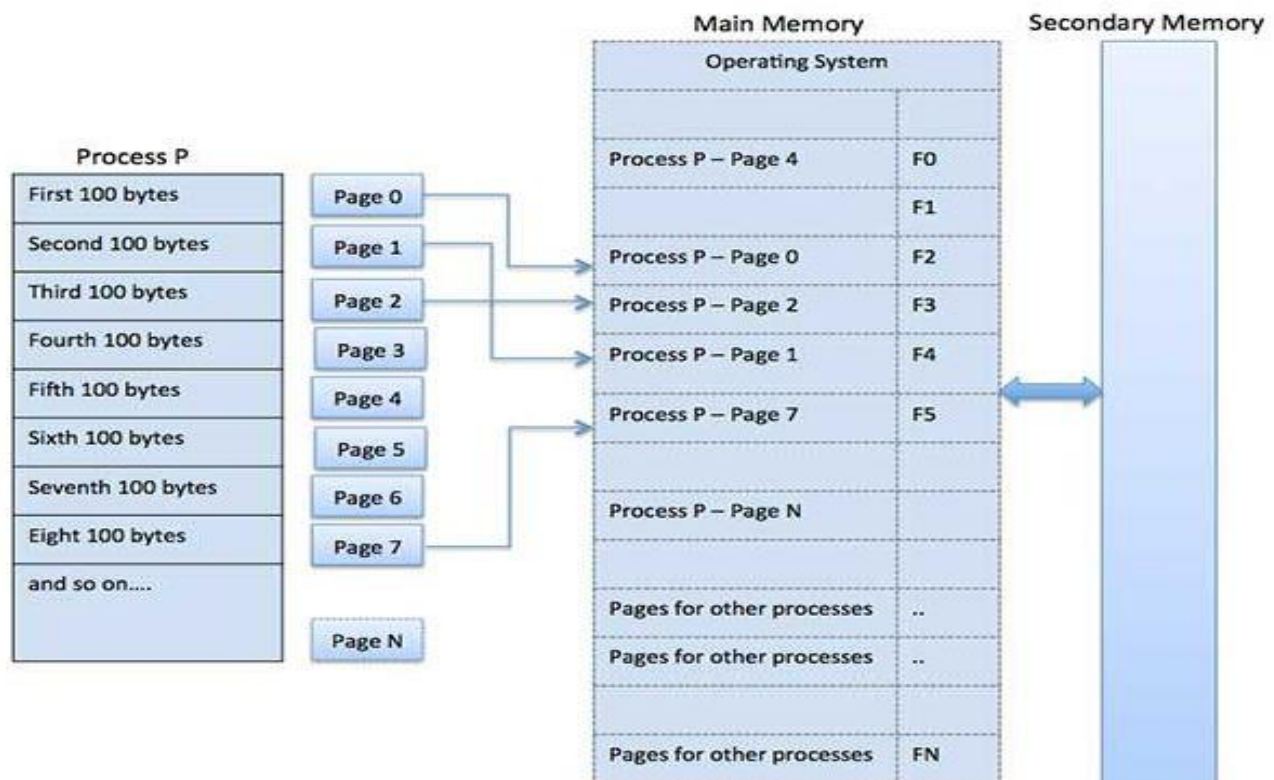 Main Memory
Secondary Memory
Operating System
Process P
First 100 bytes
Second 100 bytes
Third 100 bytes
Fourth 100 bytes
Fifth 100 bytes
Sixth 100 bytes
Seventh 100 bytes
Eight 100 bytes
and so on....
Page 0
Page 1
Page 2
Page 3
Page 4
Page 5
Page 6
Page 7
Page N
Process P – Page 4 F0
F1
Process P – Page 0 F2
Process P – Page 2 F3
Process P – Page 1 F4
Process P – Page 7 F5
Process P – Page N
Pages for other processes ..
Pages for other processes ..
Pages for other processes FN